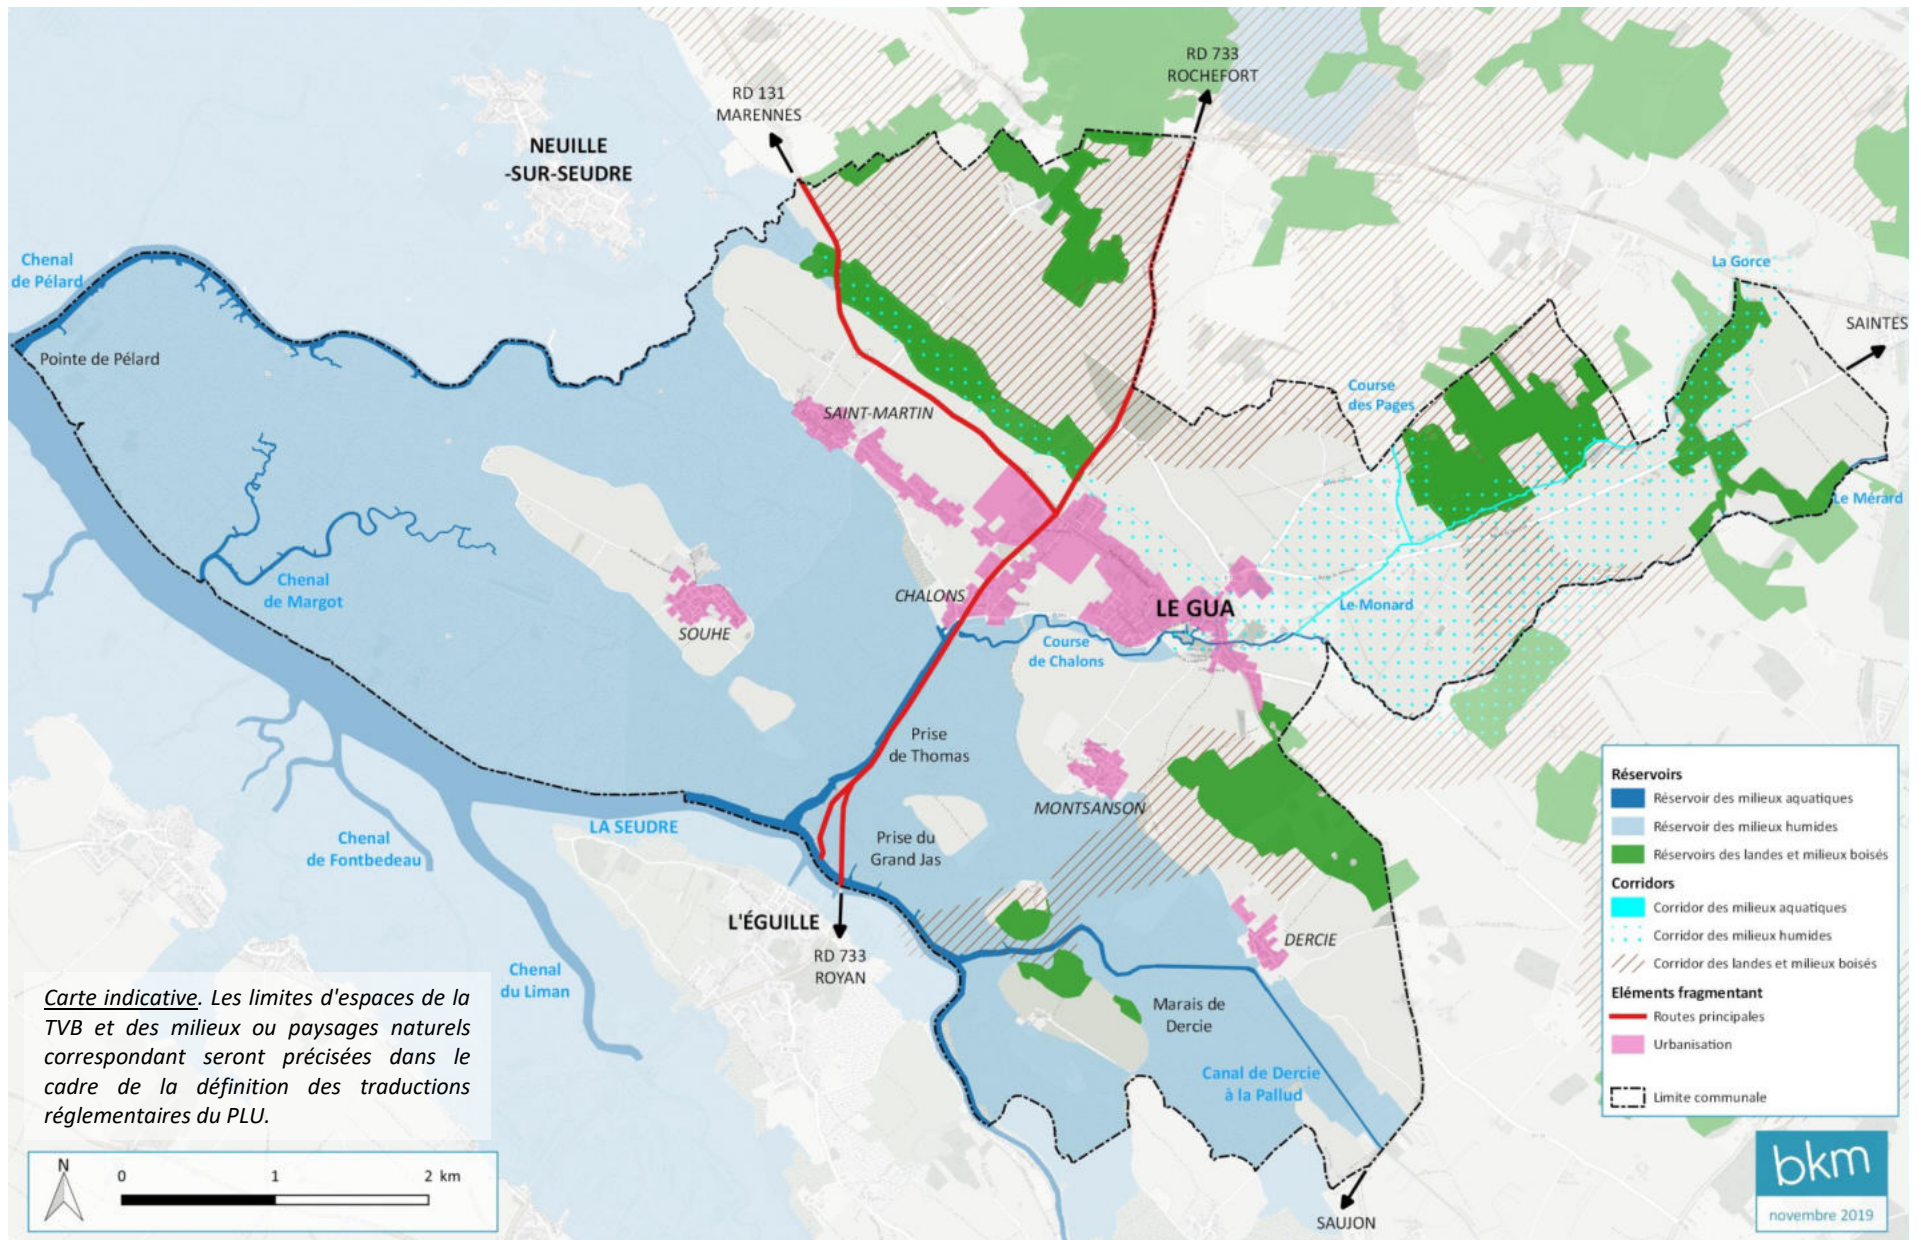 RD 733
ROCHEFORT
RD 131
MARENNES
NEUILLE
-SUR-SEUDRE
Chenal
de Pélard
La Gorce
SAINTES
Pointe de Pélard
Course
des Pages
SAINT-MARTIN
Le Mérard
Chenal
de Margot
CHALONS
LE GUA
Le Monard
SOUHE
Course
de Chalons
Prise
de Thomas
MONTSANSON
LA SEUDRE
Chenal
de Fontbedeau
Prise du
Grand Jas
L'ÉGUILLE
RD 733
ROYAN
DERCIE
Chenal
du Liman
Marais de
Dercie
Canal de Dercie
à la Pallud
SAUJON
Réservoirs
Réservoir des milieux aquatiques
Réservoir des milieux humides
Réservoirs des landes et milieux boisés
Corridors
Corridor des milieux aquatiques
Corridor des milieux humides
Corridor des landes et milieux boisés
Eléments fragmentant
Routes principales
Urbanisation
Limite communale
Carte indicative. Les limites d'espaces de la
TVB et des milieux ou paysages naturels
correspondant seront précisées dans le
cadre de la définition des traductions
réglementaires du PLU.
N
0 1 2 km
bkm
novembre 2019